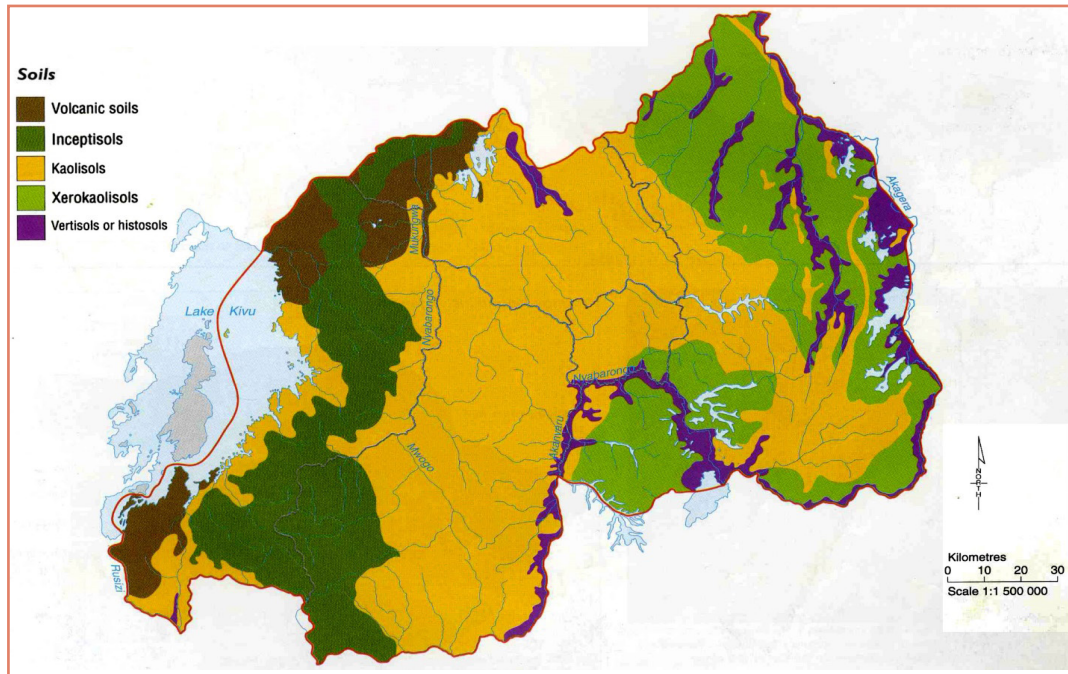 Soils
Volcanic soils
Inceptisols
Kaolisols
Xerokaolisols
Vertisols or histosols
Akagera
Mukungwa
Lake Kivu
Nyabarongo
Nyabarongo
Akanyaru
Mwogo
Rusizi
NORTH
Kilometres
0 10 20 30
Scale 1:1 500 000